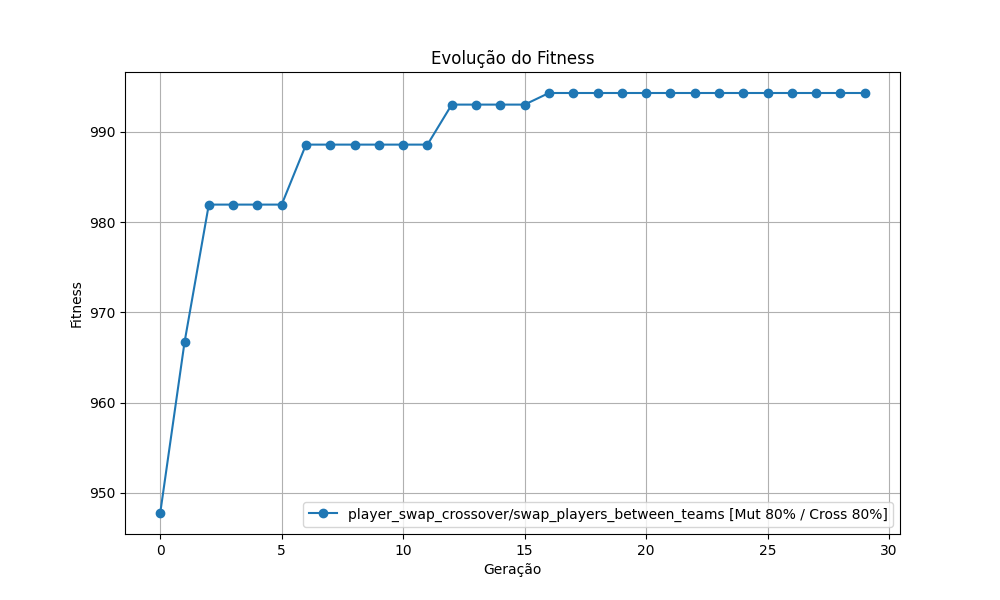 Evolução do Fitness
Fitness
990
980
970
960
950
player_swap_crossover/swap_players_between_teams [Mut 80% / Cross 80%]
0 5 10 15 20 25 30
Geração